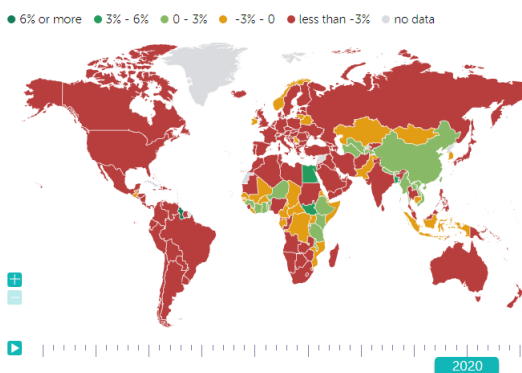 6% or more 3% - 6% 0 - 3% -3% - 0 less than -3% no data
+
−
2020